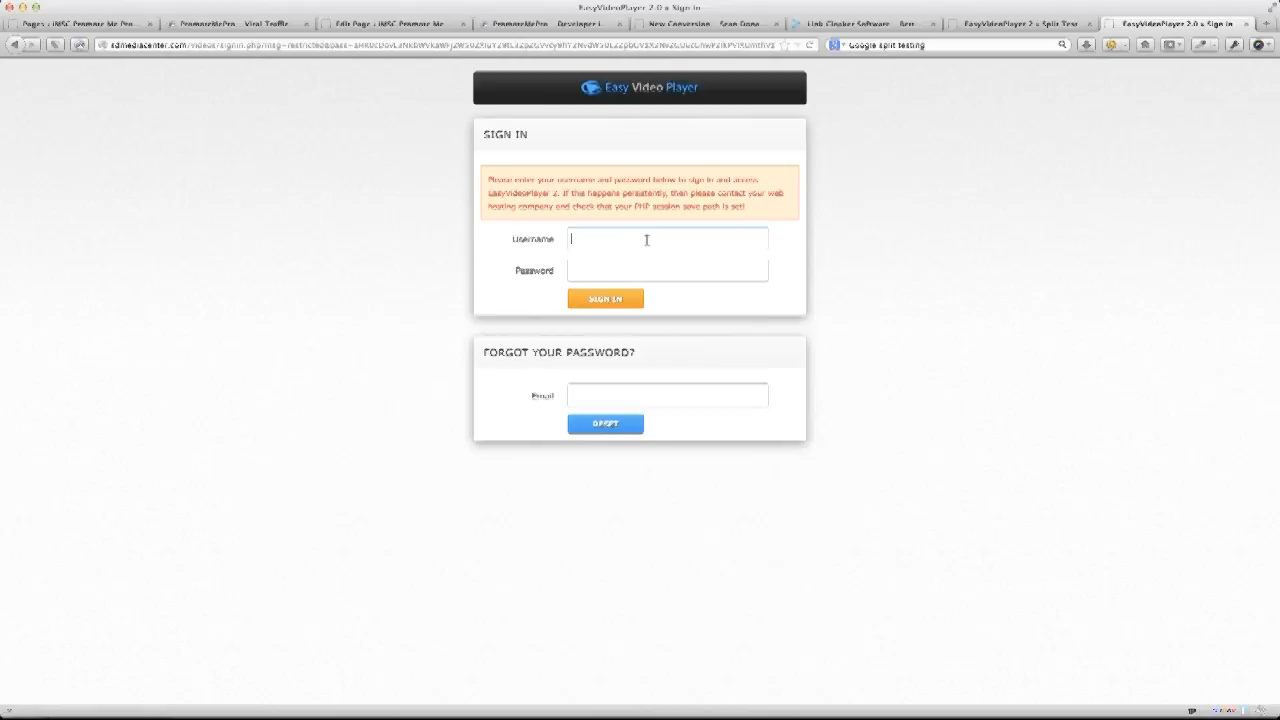 EasyVideoPlayer 2.0 » Sign In
Pages ‹ IMSC Promote Me Pro...
PromoteMePro - Viral Traffic
Edit Page ‹ IMSC Promote Me
PromoteMePro - Developer L
New Conversion
Link Cloaker Software
EasyVideoPlayer 2 » Split Test
EasyVideoPlayer 2.0 » Sign In
Google split testing
Easy Video Player
SIGN IN
Please enter your username and password below to sign in and access
EasyVideoPlayer 2. If this happens persistently, then please contact your web
hosting company and check that your PHP session save path is set!
Username
Password
SIGN IN
FORGOT YOUR PASSWORD?
Email
RESET